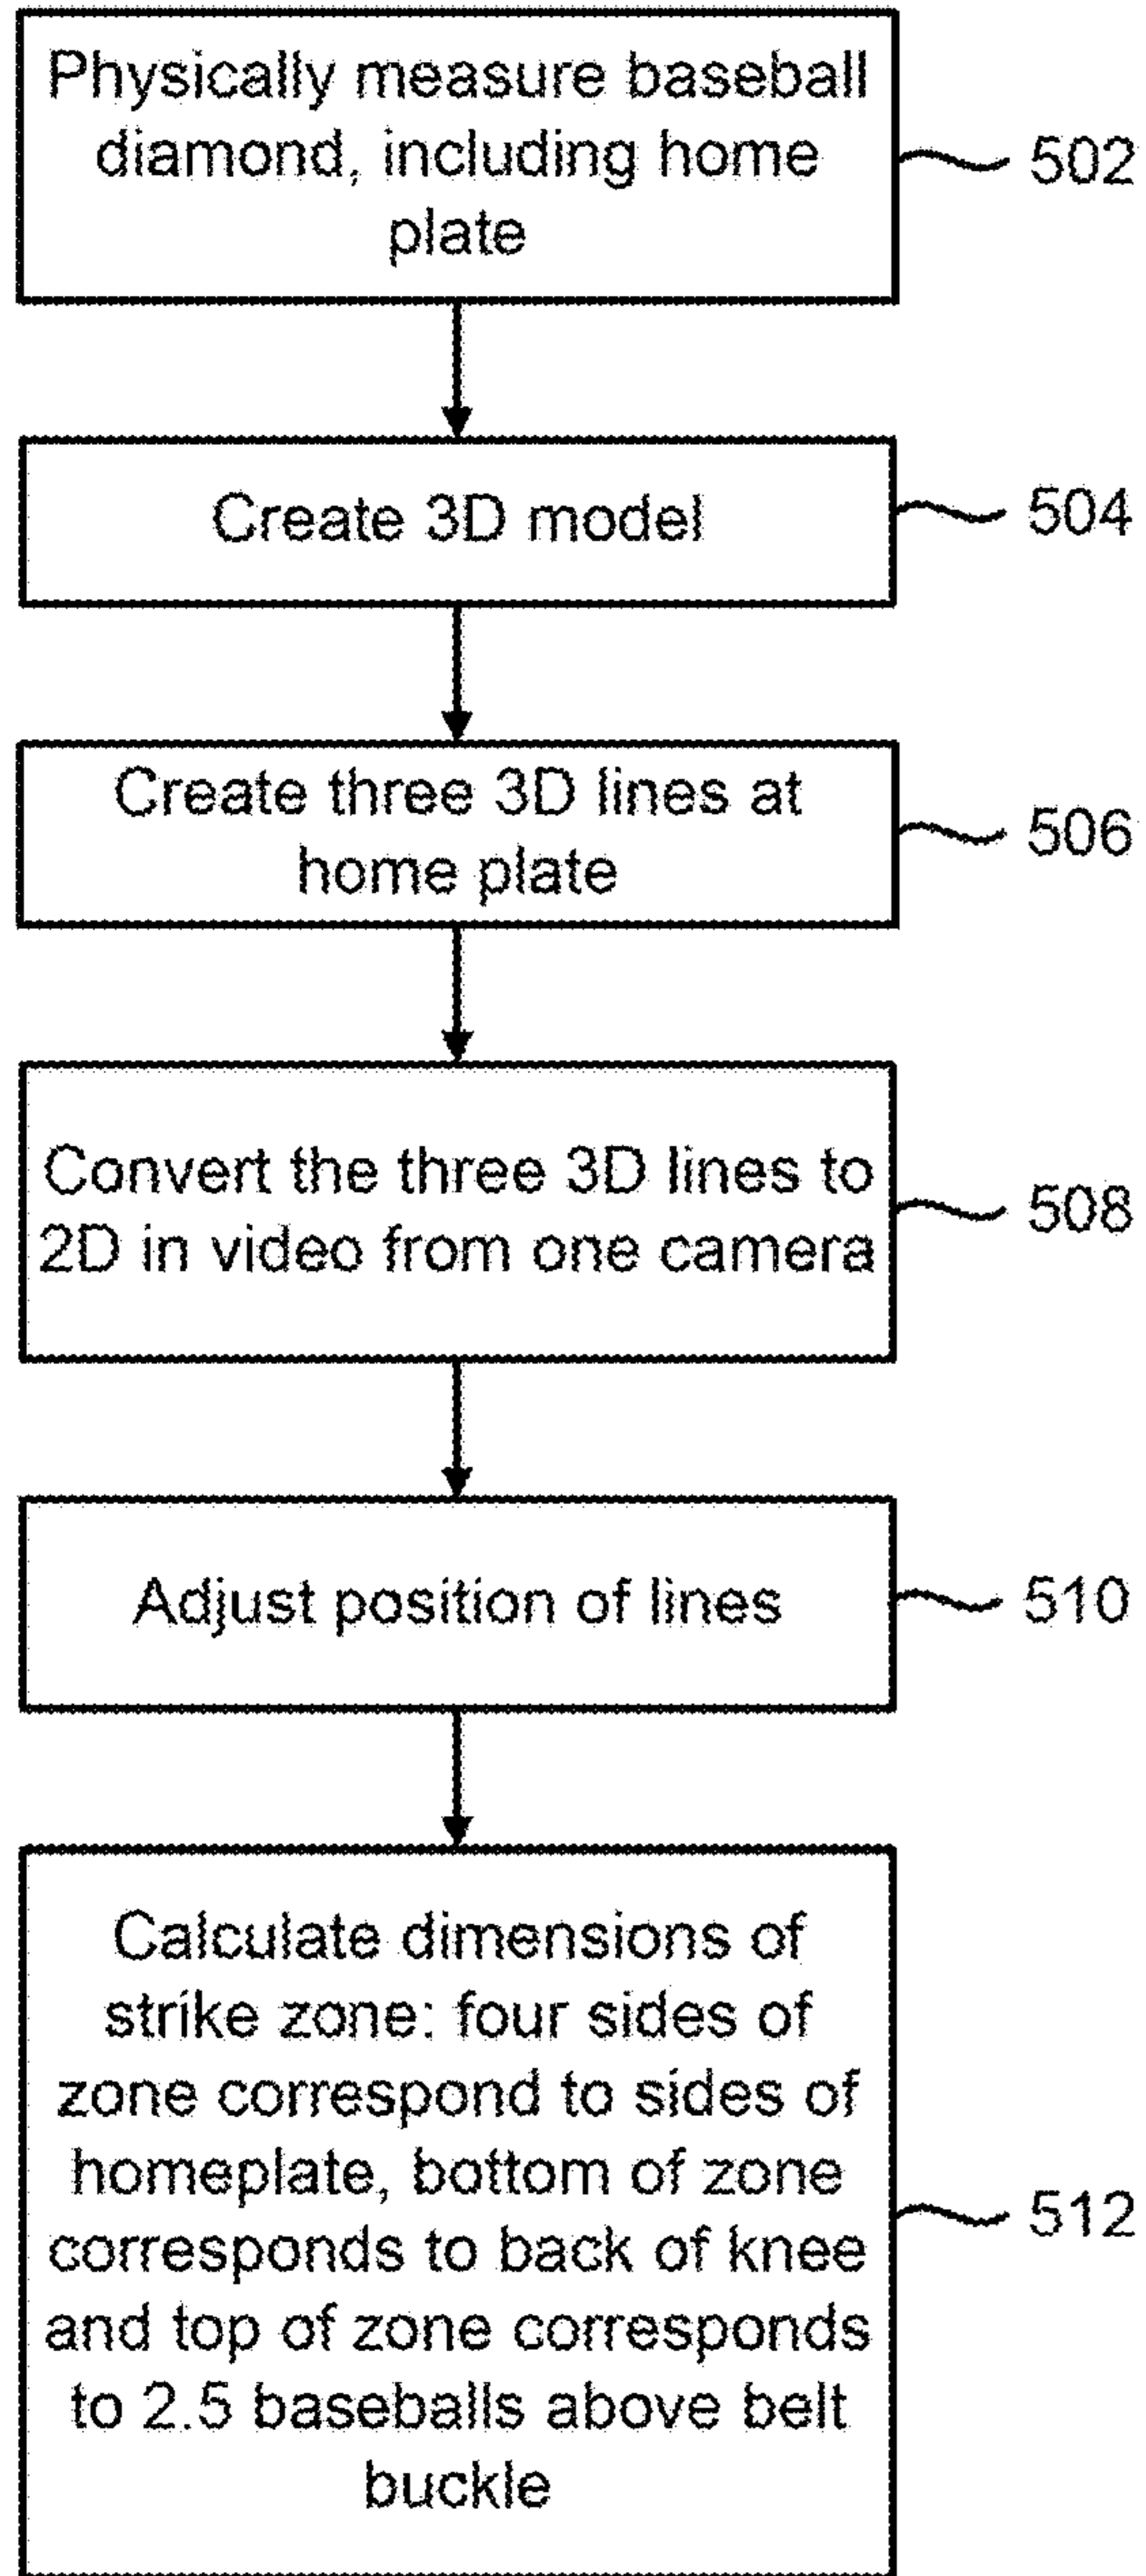 Physically measure baseball
diamond, including home
plate
502
Create 3D model
504
Create three 3D lines at
home plate
506
Convert the three 3D lines to
2D in video from one camera
508
Adjust position of lines
510
Calculate dimensions of
strike zone: four sides of
zone correspond to sides of
homeplate, bottom of zone
corresponds to back of knee
and top of zone corresponds
to 2.5 baseballs above belt
buckle
512